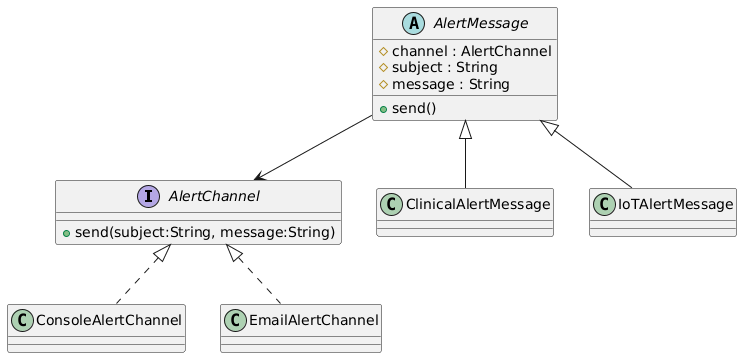 A AlertMessage
channel : AlertChannel
subject : String
message : String
send()
I AlertChannel
send(subject:String, message:String)
C ClinicalAlertMessage
C IoTAlertMessage
C ConsoleAlertChannel
C EmailAlertChannel